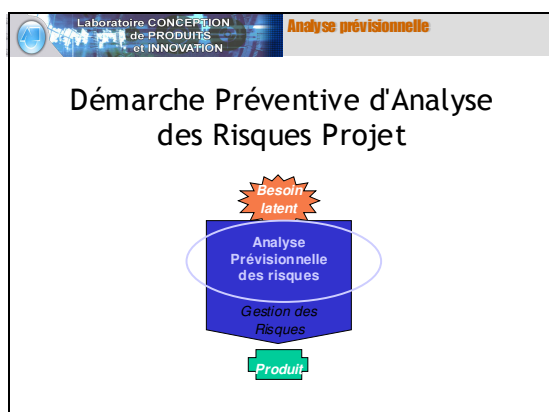 Laboratoire CONCEPTION
de PRODUITS
et INNOVATION
Analyse prévisionnelle
Démarche Préventive d'Analyse
des Risques Projet
Besoin
latent
Analyse
Prévisionnelle
des risques
Gestion des
Risques
Produit